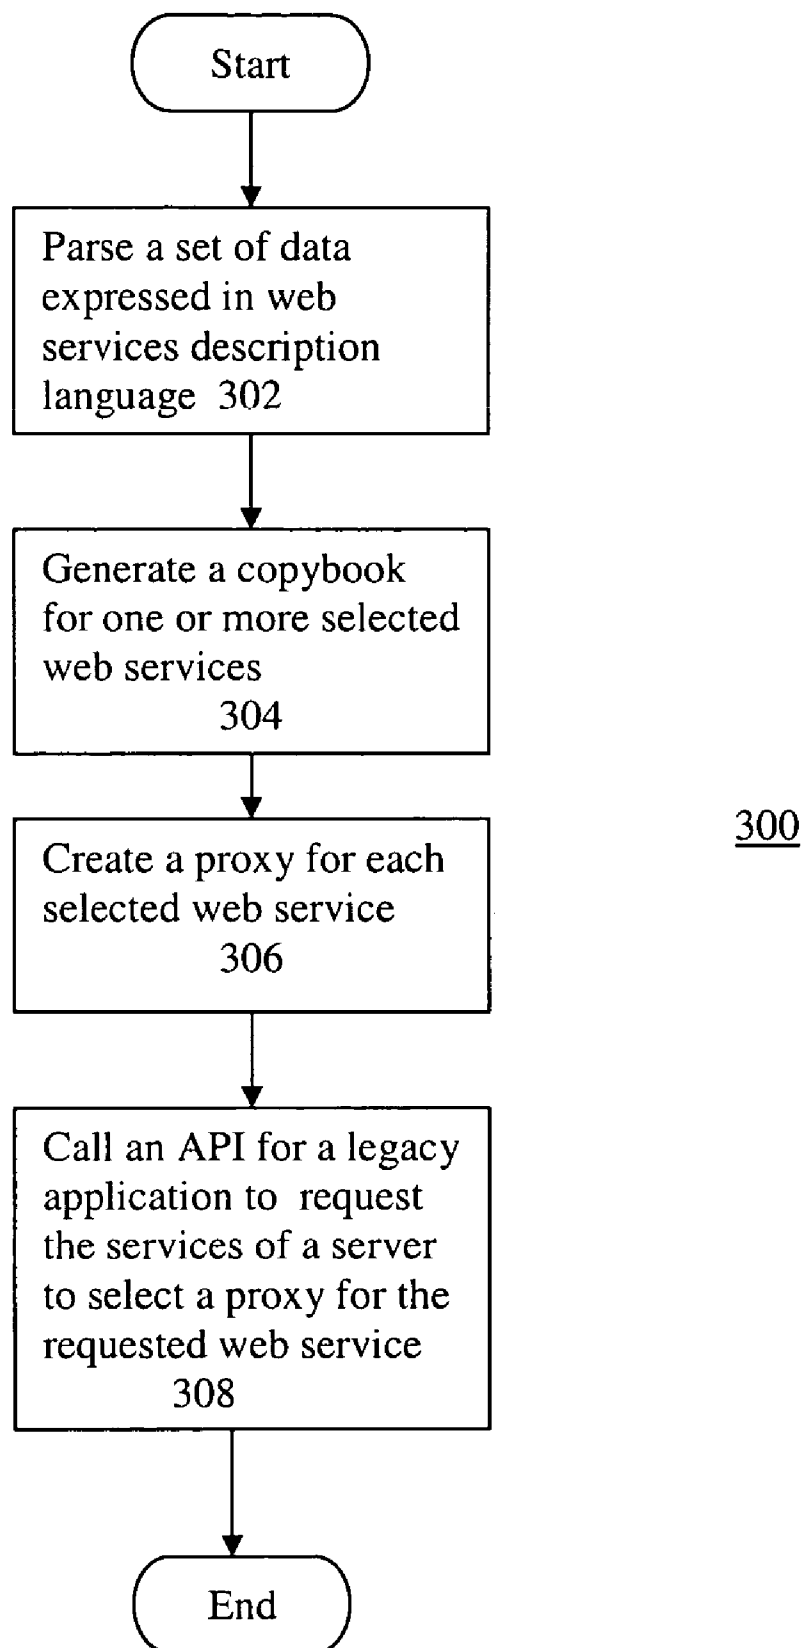 Start
Parse a set of data
expressed in web
services description
language 302
Generate a copybook
for one or more selected
web services
304
300
Create a proxy for each
selected web service
306
Call an API for a legacy
application to request
the services of a server
to select a proxy for the
requested web service
308
End